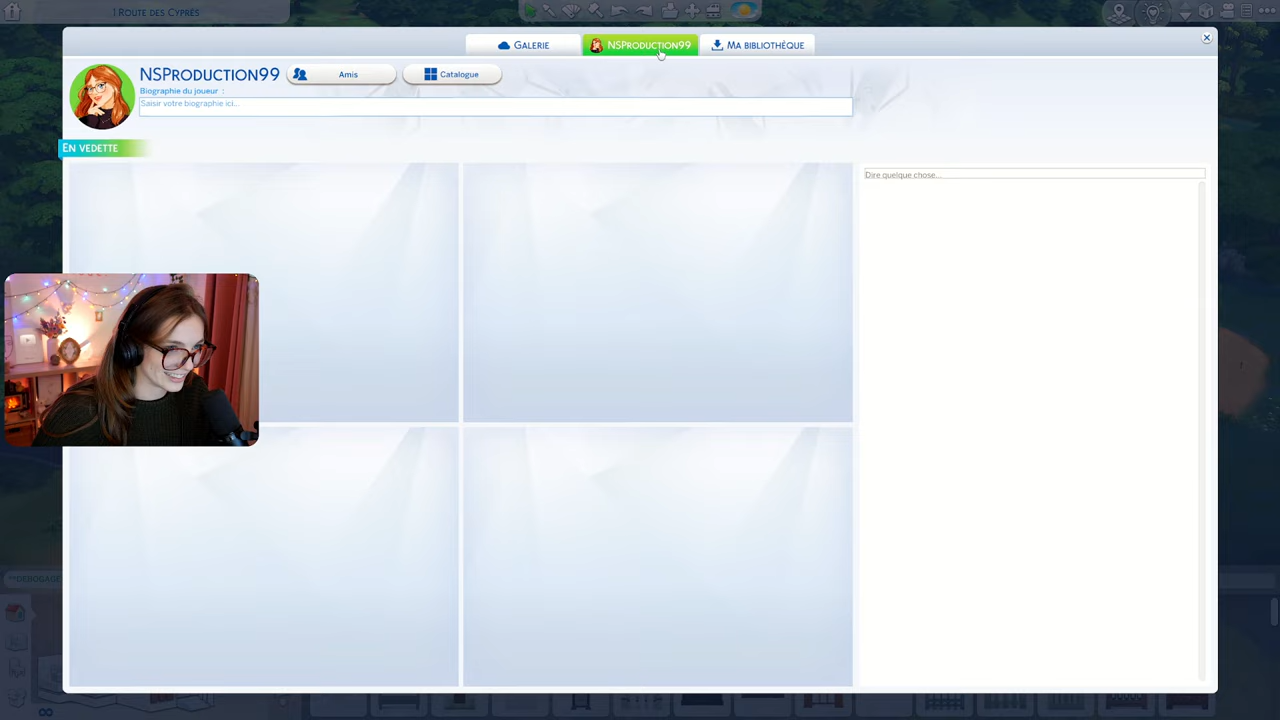 1 Route des Cyprès
Galerie
NSProduction99
Ma bibliothèque
NSProduction99
Amis
Catalogue
Biographie du joueur :
Saisir votre biographie ici...
En vedette
Dire quelque chose...